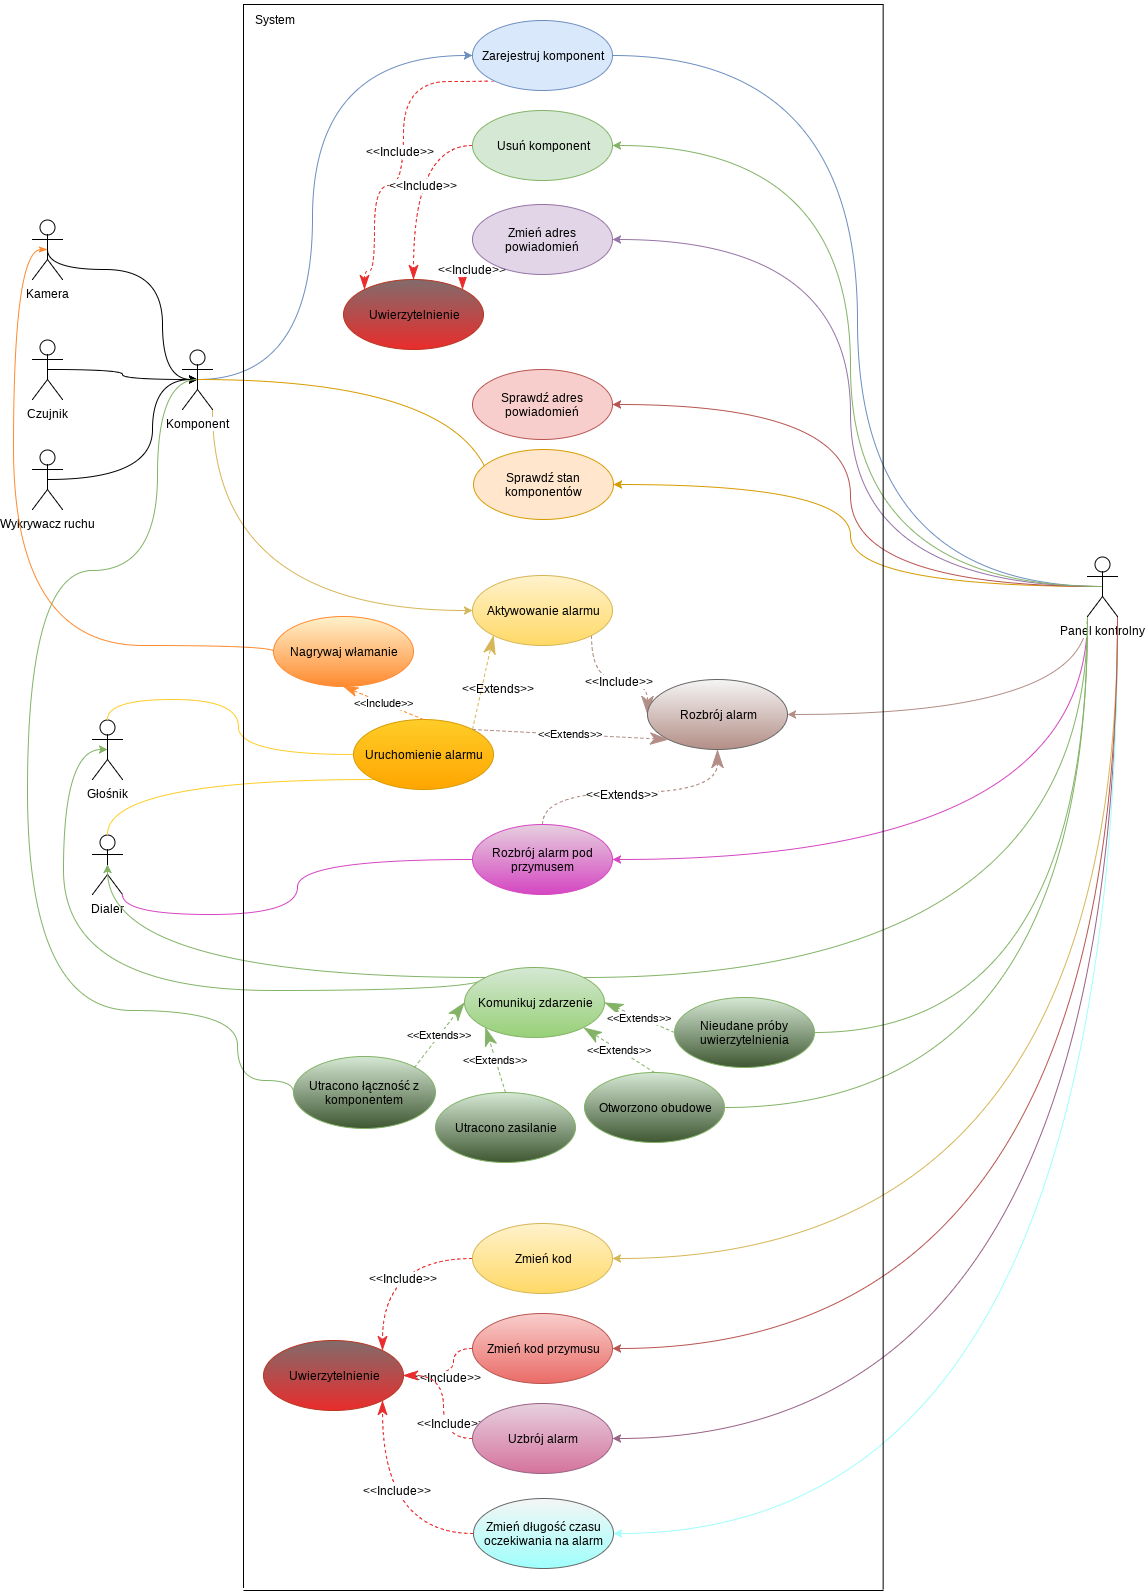 System
Zarejestruj komponent
<<Include>>
Usuń komponent
<<Include>>
Zmień adres
powiadomień
<<Include>>
Uwierzytelnienie
Kamera
Czujnik
Komponent
Wykrywacz ruchu
Sprawdź adres
powiadomień
Sprawdź stan
komponentów
Aktywowanie alarmu
Panel kontrolny
Nagrywaj włamanie
<<Include>>
<<Extends>>
<<Include>>
Rozbrój alarm
<<Extends>>
Uruchomienie alarmu
Głośnik
<<Extends>>
Rozbrój alarm pod
przymusem
Dialer
Komunikuj zdarzenie
<<Extends>>
<<Extends>>
<<Extends>>
<<Extends>>
Nieudane próby
uwierzytelnienia
Utracono łączność z
komponentem
Utracono zasilanie
Otworzono obudowe
Zmień kod
<<Include>>
Zmień kod przymusu
Uwierzytelnienie
<<Include>>
<<Include>>
Uzbrój alarm
<<Include>>
Zmień długość czasu
oczekiwania na alarm